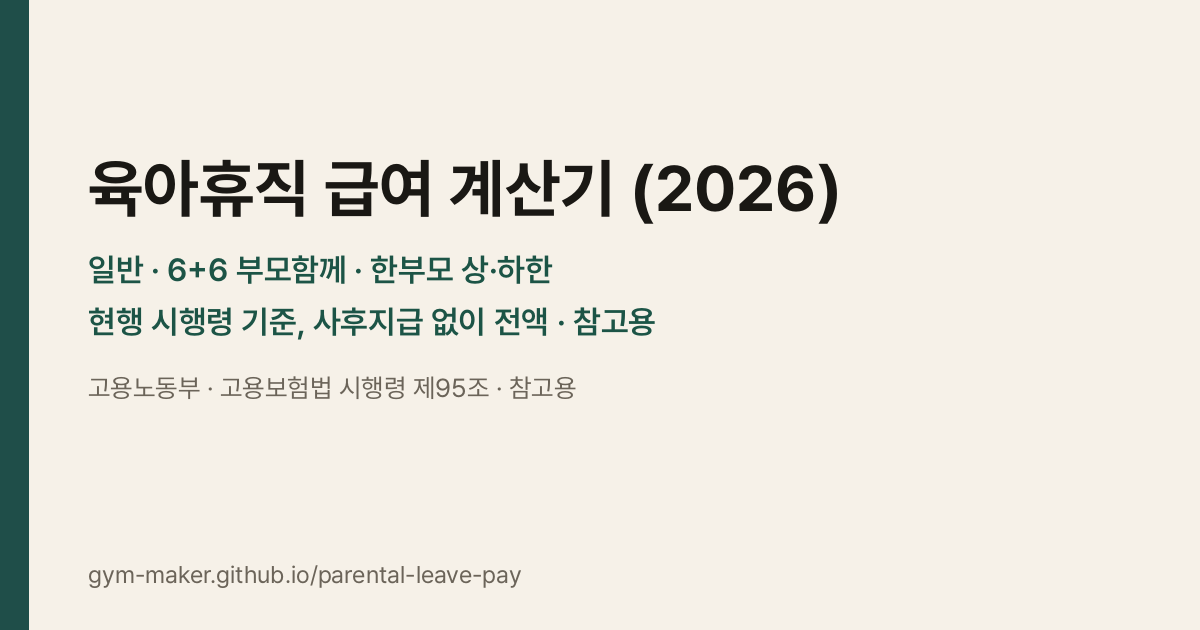 육아휴직 급여 계산기 (2026)
일반 · 6+6 부모함께 · 한부모 상·하한
현행 시행령 기준, 사후지급 없이 전액 · 참고용
고용노동부 · 고용보험법 시행령 제95조 · 참고용
gym-maker.github.io/parental-leave-pay